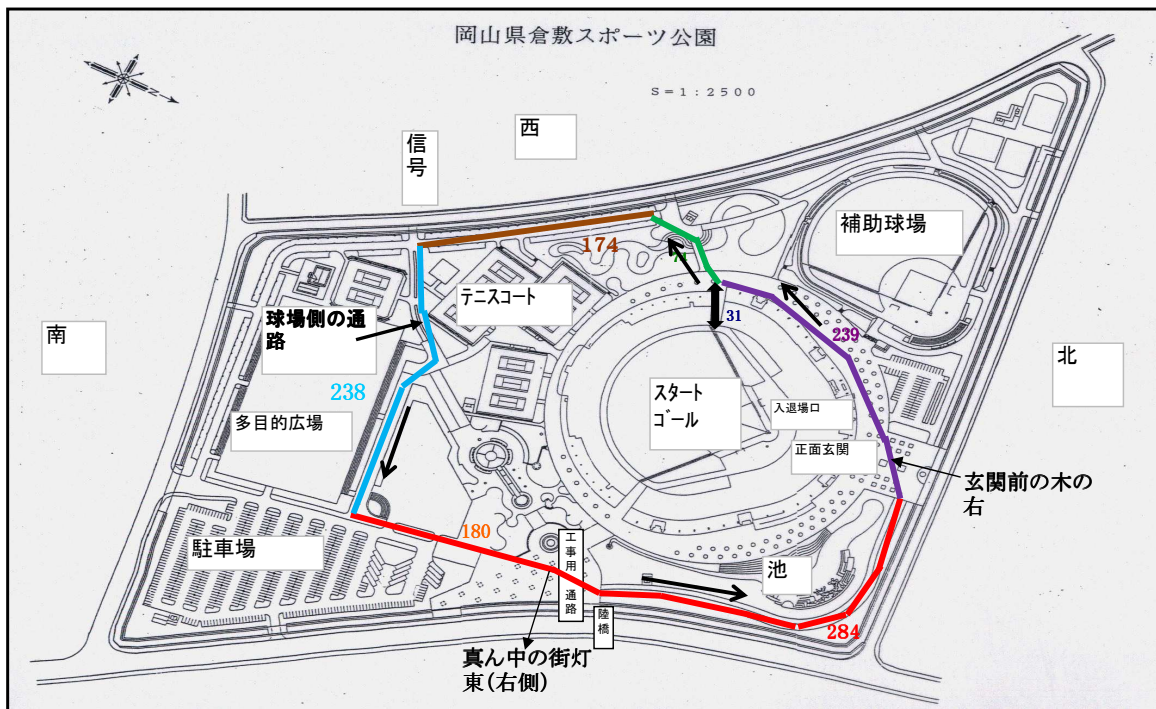 岡山県倉敷スポーツ公園
S=1:2500
N
西
信
号
補助球場
174
テニスコート
31
球場側の通
路
239
南
北
238
スタート
ゴール
入退場口
多目的広場
正面玄関
玄関前の木の
右
180
工事用 通路
駐車場
池
陸橋
284
真ん中の街灯
東(右側)